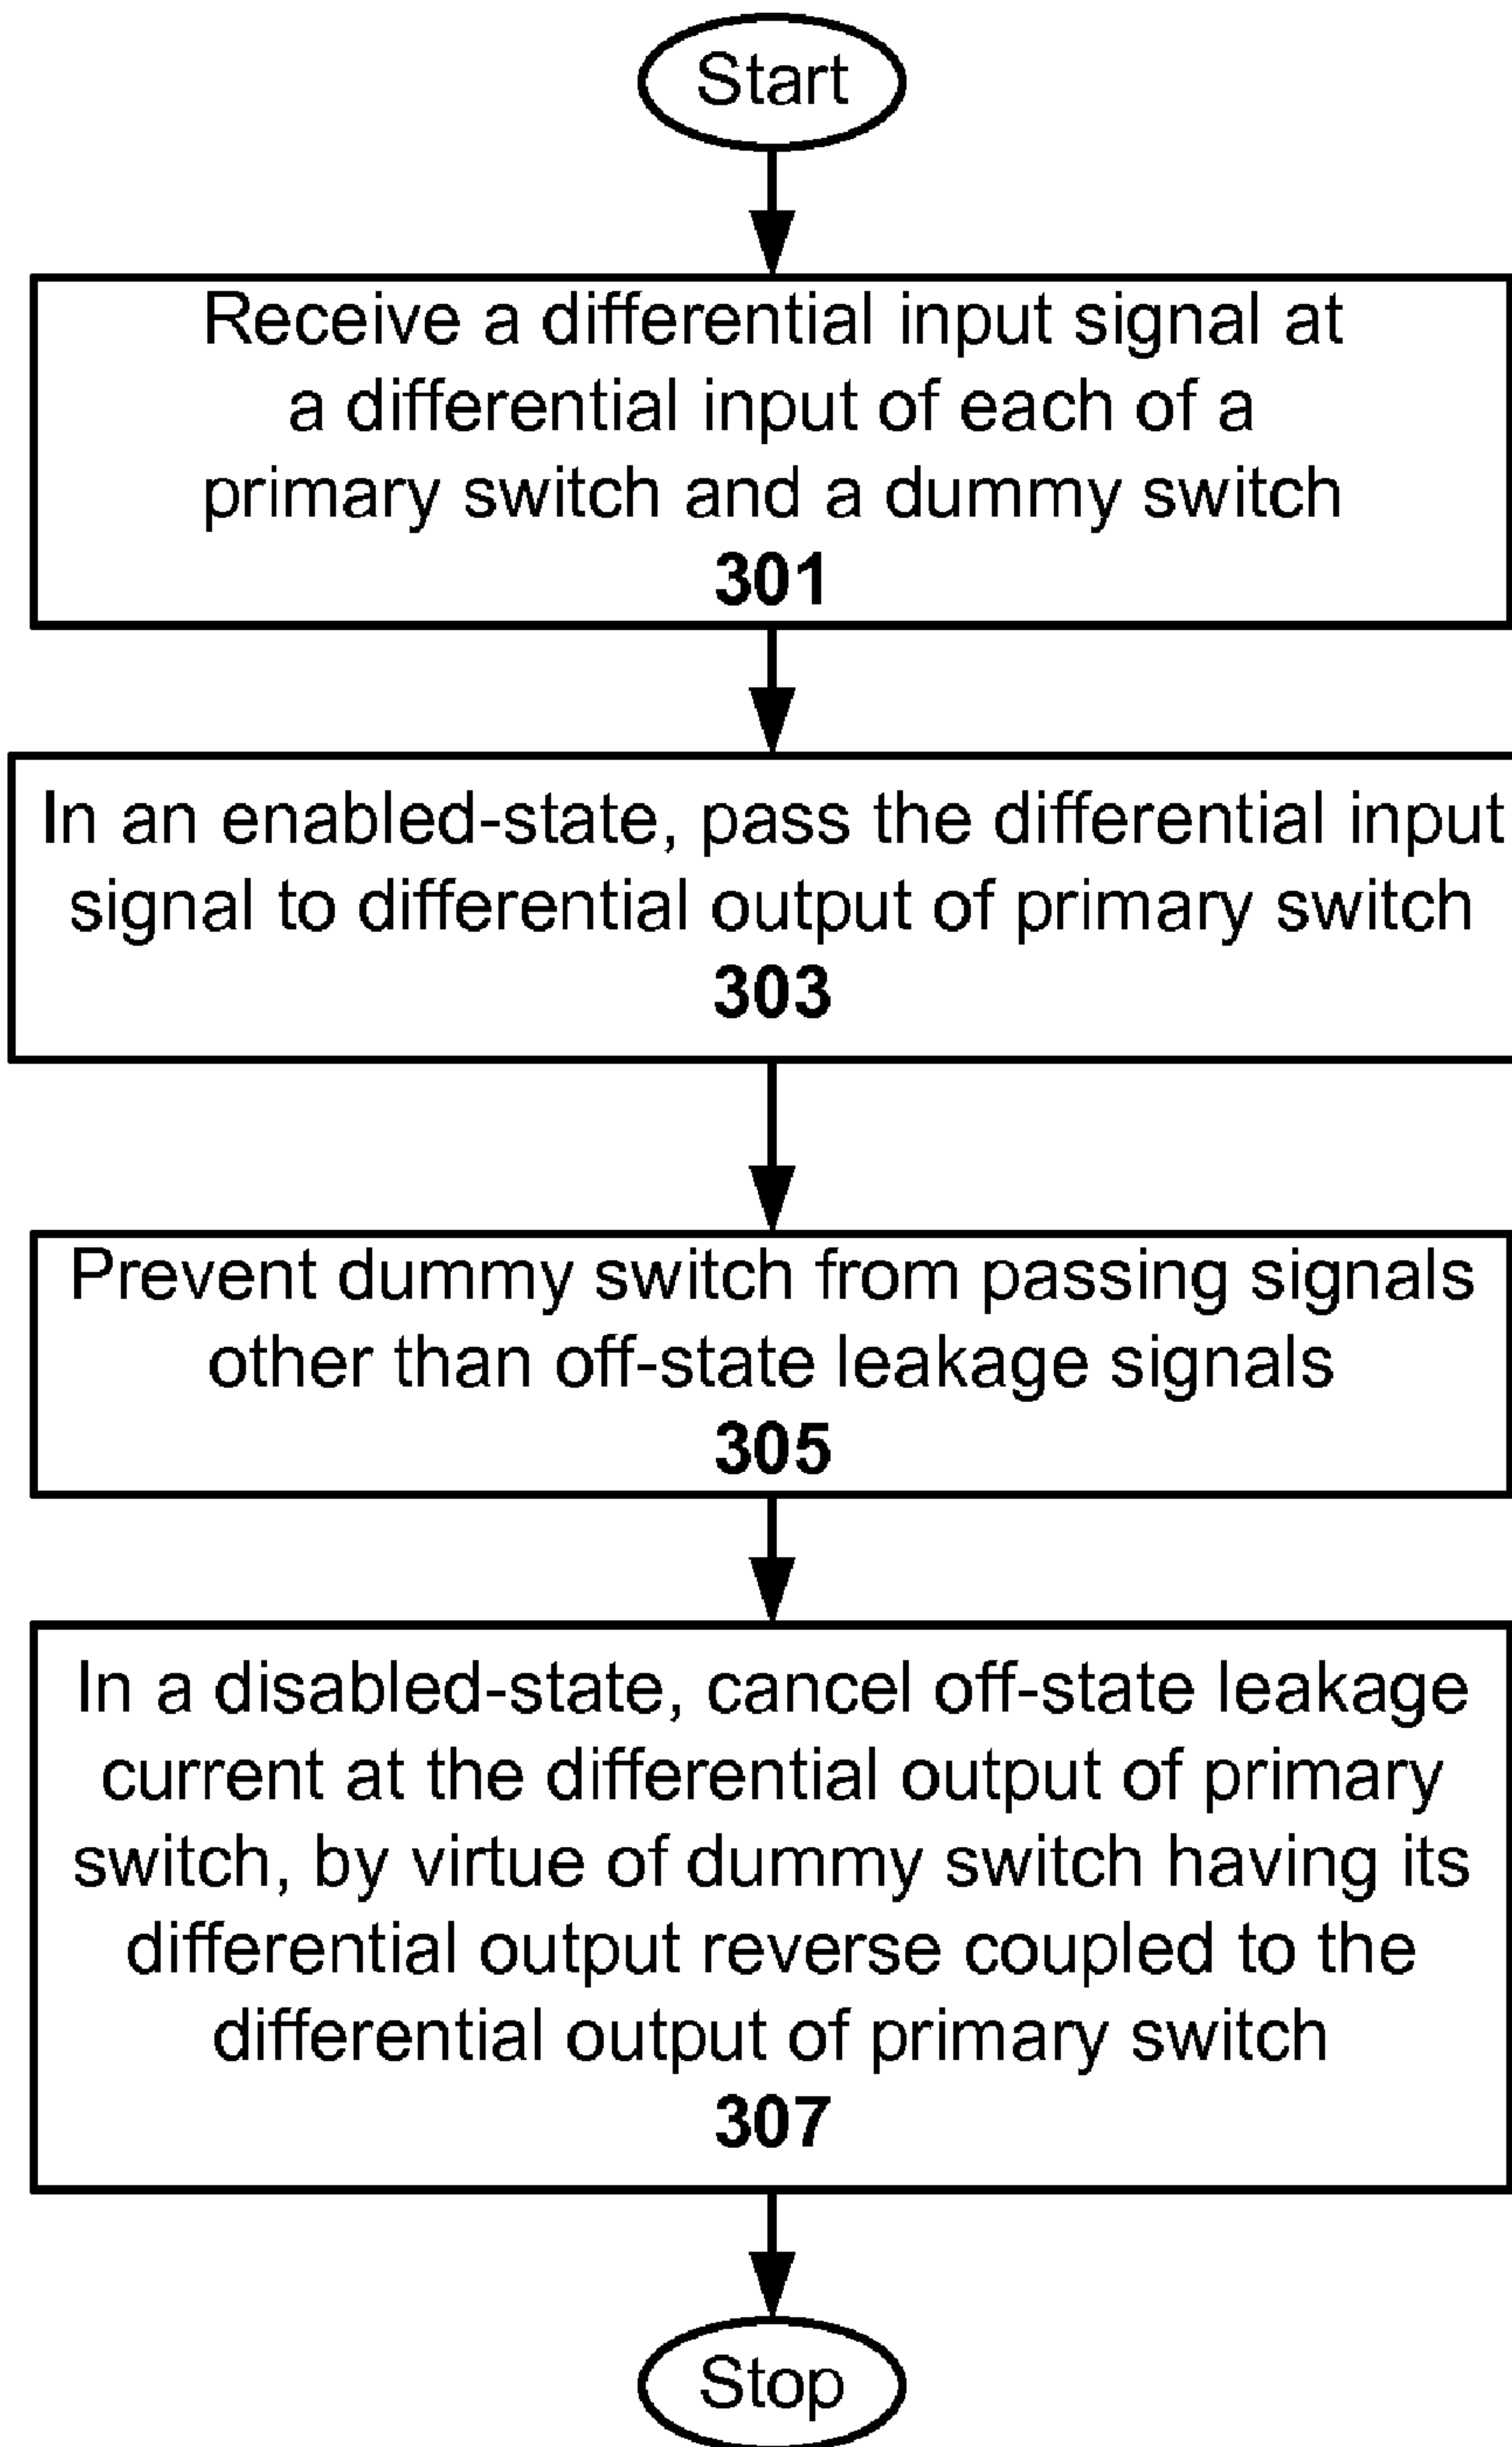 Start
Receive a differential input signal at
a differential input of each of a
primary switch and a dummy switch
301
In an enabled-state, pass the differential input
signal to differential output of primary switch
303
Prevent dummy switch from passing signals
other than off-state leakage signals
305
In a disabled-state, cancel off-state leakage
current at the differential output of primary
switch, by virtue of dummy switch having its
differential output reverse coupled to the
differential output of primary switch
307
Stop